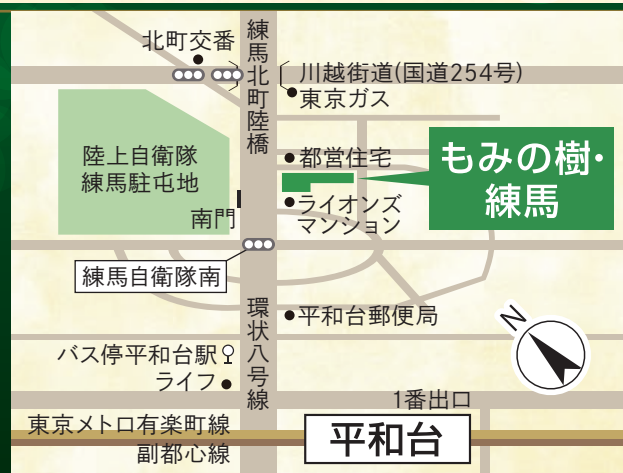 北町交番
練馬北町陸橋
川越街道(国道254号)
東京ガス
陸上自衛隊
練馬駐屯地
都営住宅
もみの樹・
練馬
南門
ライオンズ
マンション
練馬自衛隊南
環状八号線
平和台郵便局
N
バス停平和台駅
ライフ
1番出口
東京メトロ有楽町線
副都心線
平和台